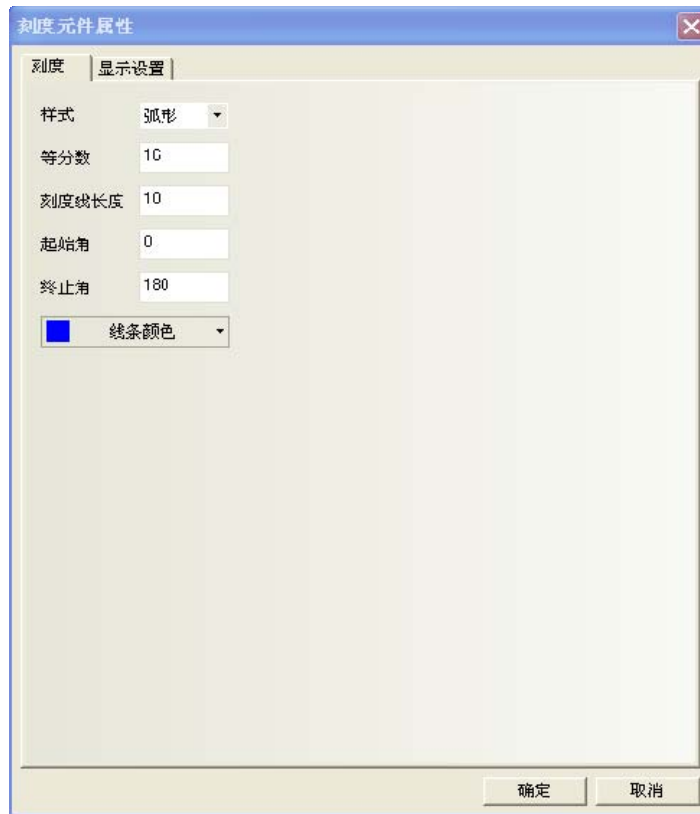 刻度元件属性
刻度 显示设置
样式 弧形
等分数 10
刻度线长度 10
起始角 0
终止角 180
线条颜色
确定 取消